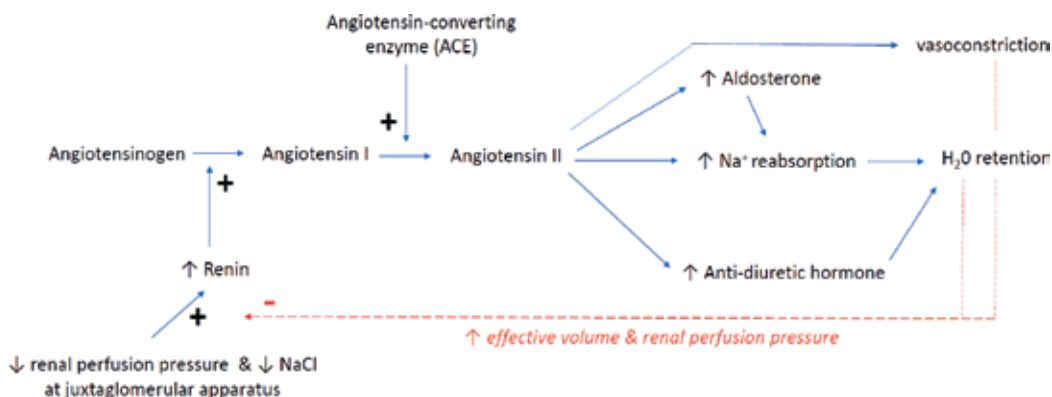 Angiotensin-converting
enzyme (ACE)
vasoconstriction
↑ Aldosterone
+
Angiotensinogen
Angiotensin I
Angiotensin II
↑ Na⁺ reabsorption
H₂0 retention
+
↑ Renin
↑ Anti-diuretic hormone
-
+
↑ effective volume & renal perfusion pressure
↓ renal perfusion pressure & ↓ NaCl
at juxtaglomerular apparatus